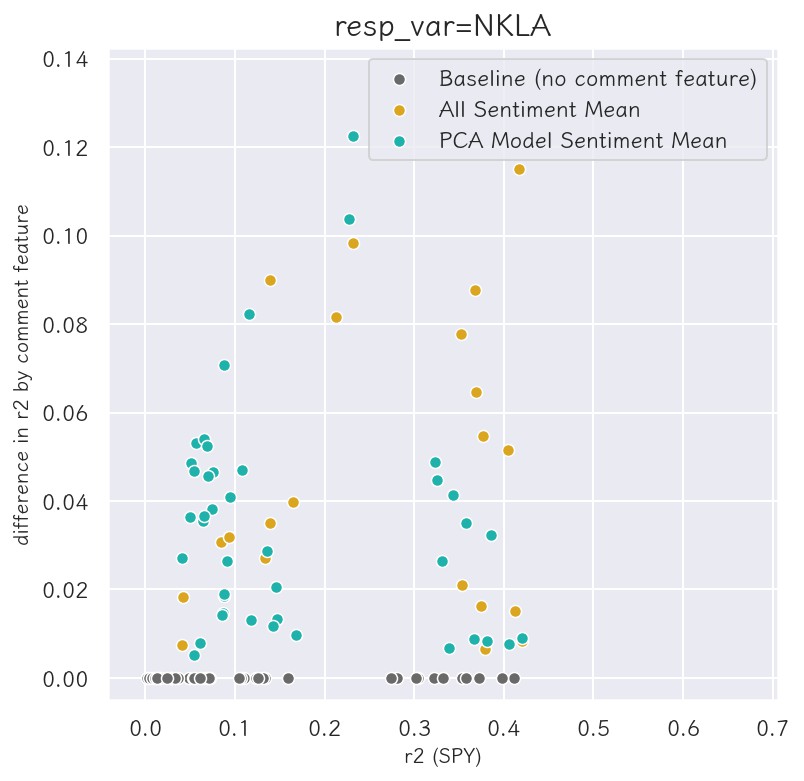 resp_var=NKLA
Baseline (no comment feature)
All Sentiment Mean
PCA Model Sentiment Mean
difference in r2 by comment feature
0.14
0.12
0.10
0.08
0.06
0.04
0.02
0.00
0.0 0.1 0.2 0.3 0.4 0.5 0.6 0.7
r2 (SPY)